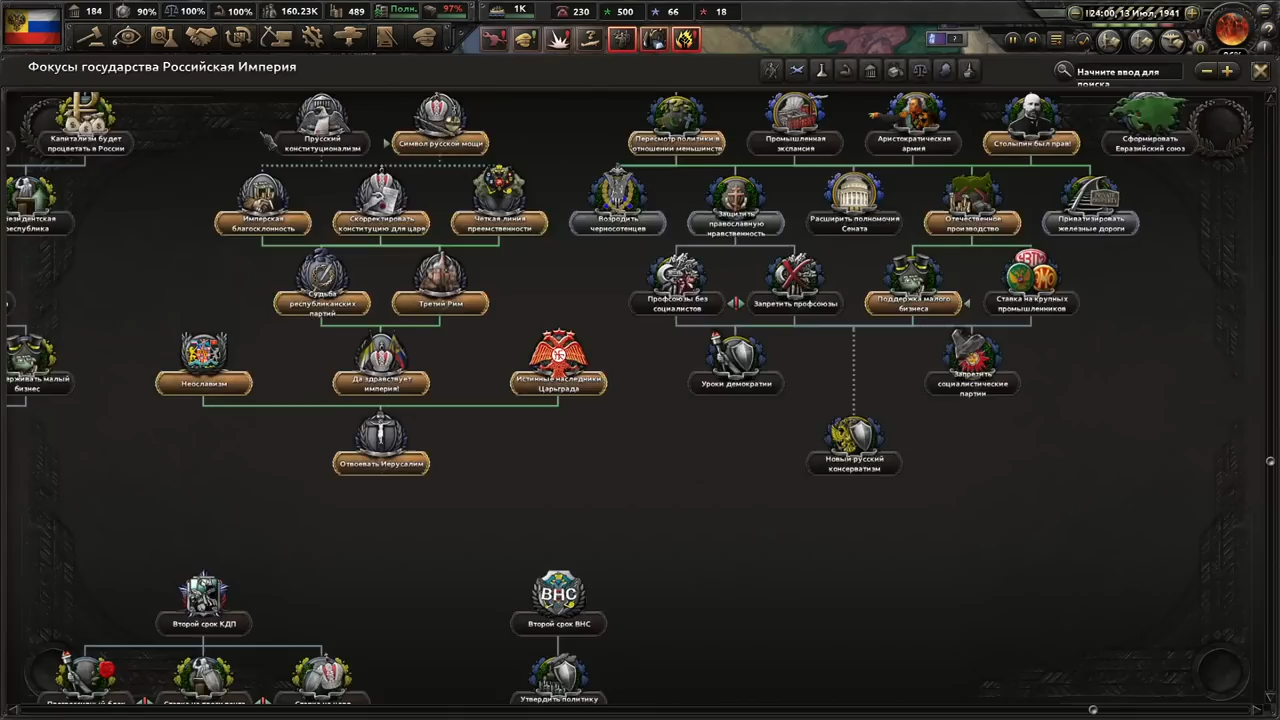 184 90% 100% 100% 160.23K 489 Полн. 97% 1K 230 500 66 18
24:00, 13 Июл, 1941
Фокусы государства Российская Империя
Начните ввод для
поиска
Капитализм будет
процветать в России
Прусский
конституционализм
Символ русской мощи
Пересмотр политики в
отношении меньшинств
Промышленная
экспансия
Аристократическая
армия
Столыпин был прав!
Сформировать
Евразийский союз
резидентская
республика
Имперская
благосклонность
Скорректировать
конституцию для царя
Четкая линия
преемственности
Возродить
черносотенцев
Защитить
православную
нравственность
Расширить полномочия
Сената
Отечественное
производство
Приватизировать
железные дороги
Судьба
республиканских
партий
Третий Рим
Профсоюзы без
социалистов
Запретить профсоюзы
Поддержка малого
бизнеса
Ставка на крупных
промышленников
ерживать малый
бизнес
Неославизм
Да здравствует
империя!
Истинные наследники
Царьграда
Уроки демократии
Запретить
социалистические
партии
Отвоевать Иерусалим
Новый русский
консерватизм
ВНС
Второй срок КДП
Второй срок ВНС
Утвердить политику